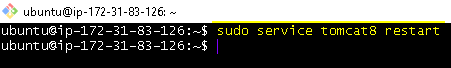 ubuntu@ip-172-31-83-126: ~
ubuntu@ip-172-31-83-126:~$ sudo service tomcat8 restart
ubuntu@ip-172-31-83-126:~$